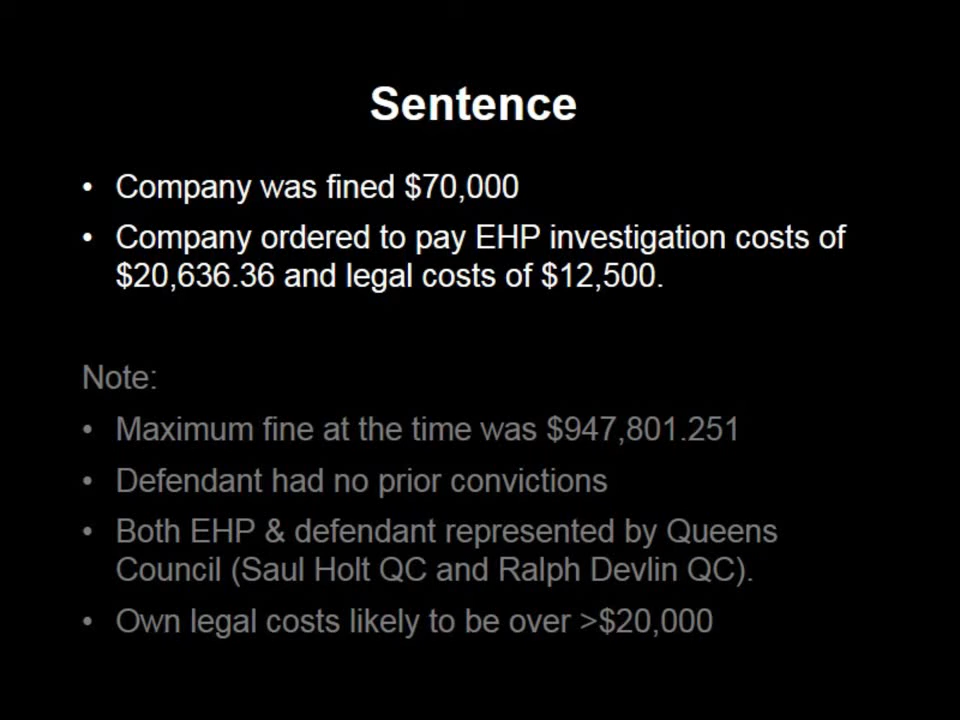 Sentence
• Company was fined $70,000
• Company ordered to pay EHP investigation costs of
$20,636.36 and legal costs of $12,500.
Note:
• Maximum fine at the time was $947,801.251
• Defendant had no prior convictions
• Both EHP & defendant represented by Queens
Council (Saul Holt QC and Ralph Devlin QC).
• Own legal costs likely to be over >$20,000